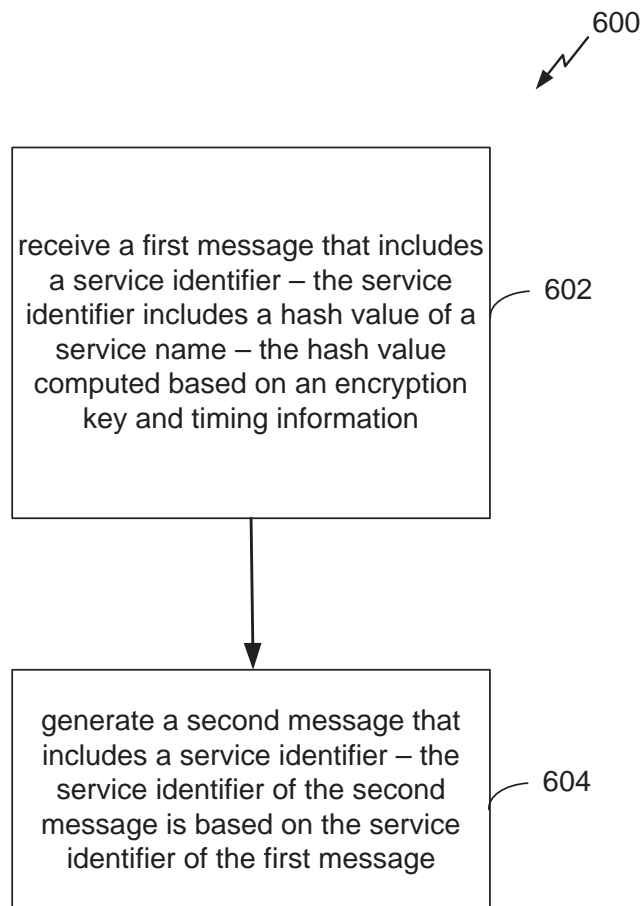 600
receive a first message that includes
a service identifier – the service
identifier includes a hash value of a
service name – the hash value
computed based on an encryption
key and timing information
602
generate a second message that
includes a service identifier – the
service identifier of the second
message is based on the service
identifier of the first message
604